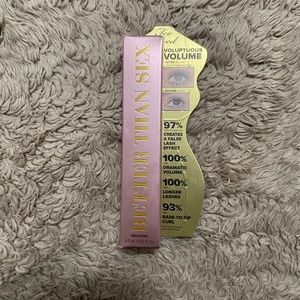 BETTER THAN SEX
MASCARA
Too
VOLUPTUOUS
VOLUME
97%
CREATES
A FALSE
LASH
EFFECT
100%
DRAMATIC
VOLUME
100%
LONGER
LASHES
93%
BASE-TO-TIP
CURL